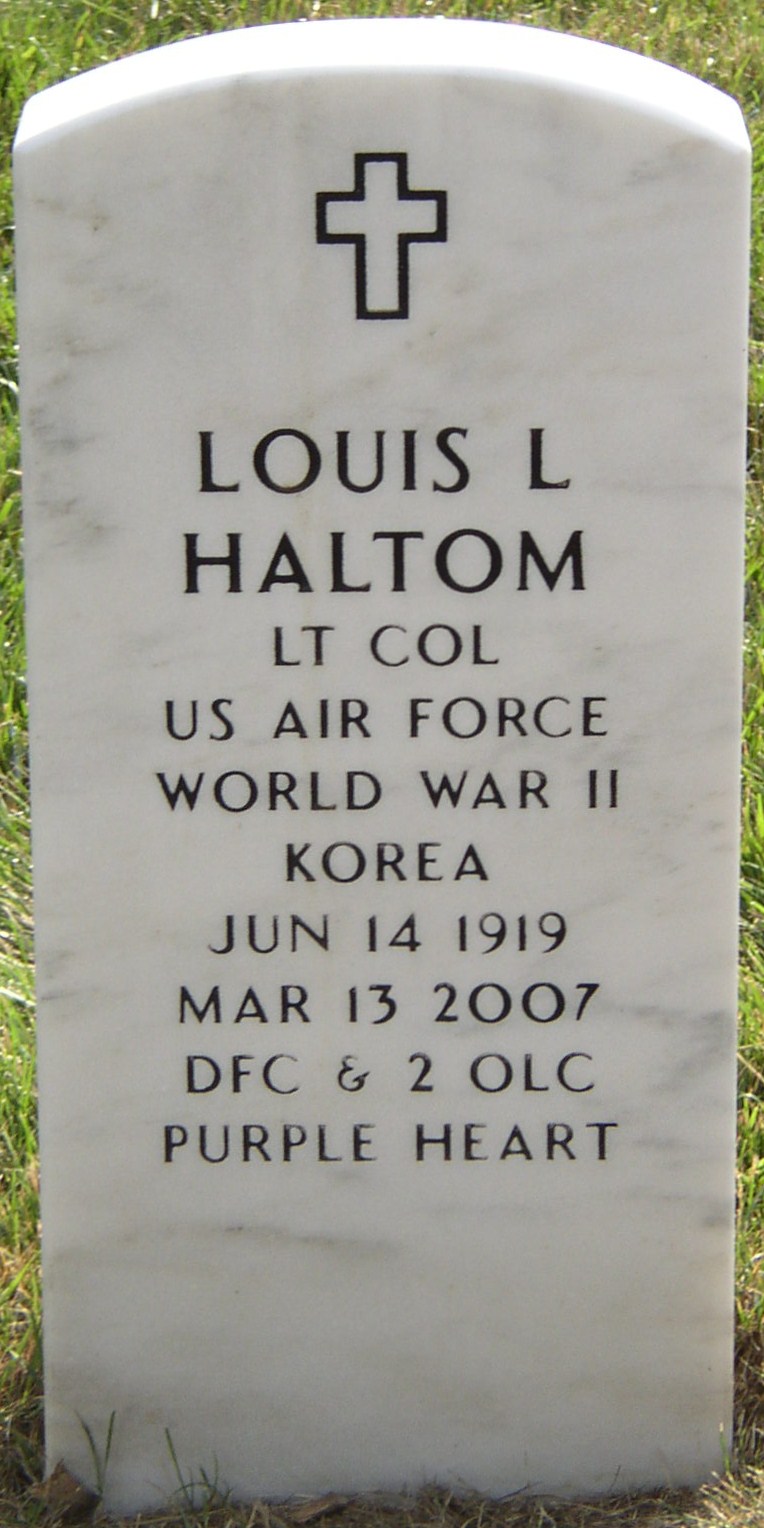 LOUIS L
HALTOM
LT COL
US AIR FORCE
WORLD WAR II
KOREA
JUN 14 1919
MAR 13 2007
DFC & 2 OLC
PURPLE HEART